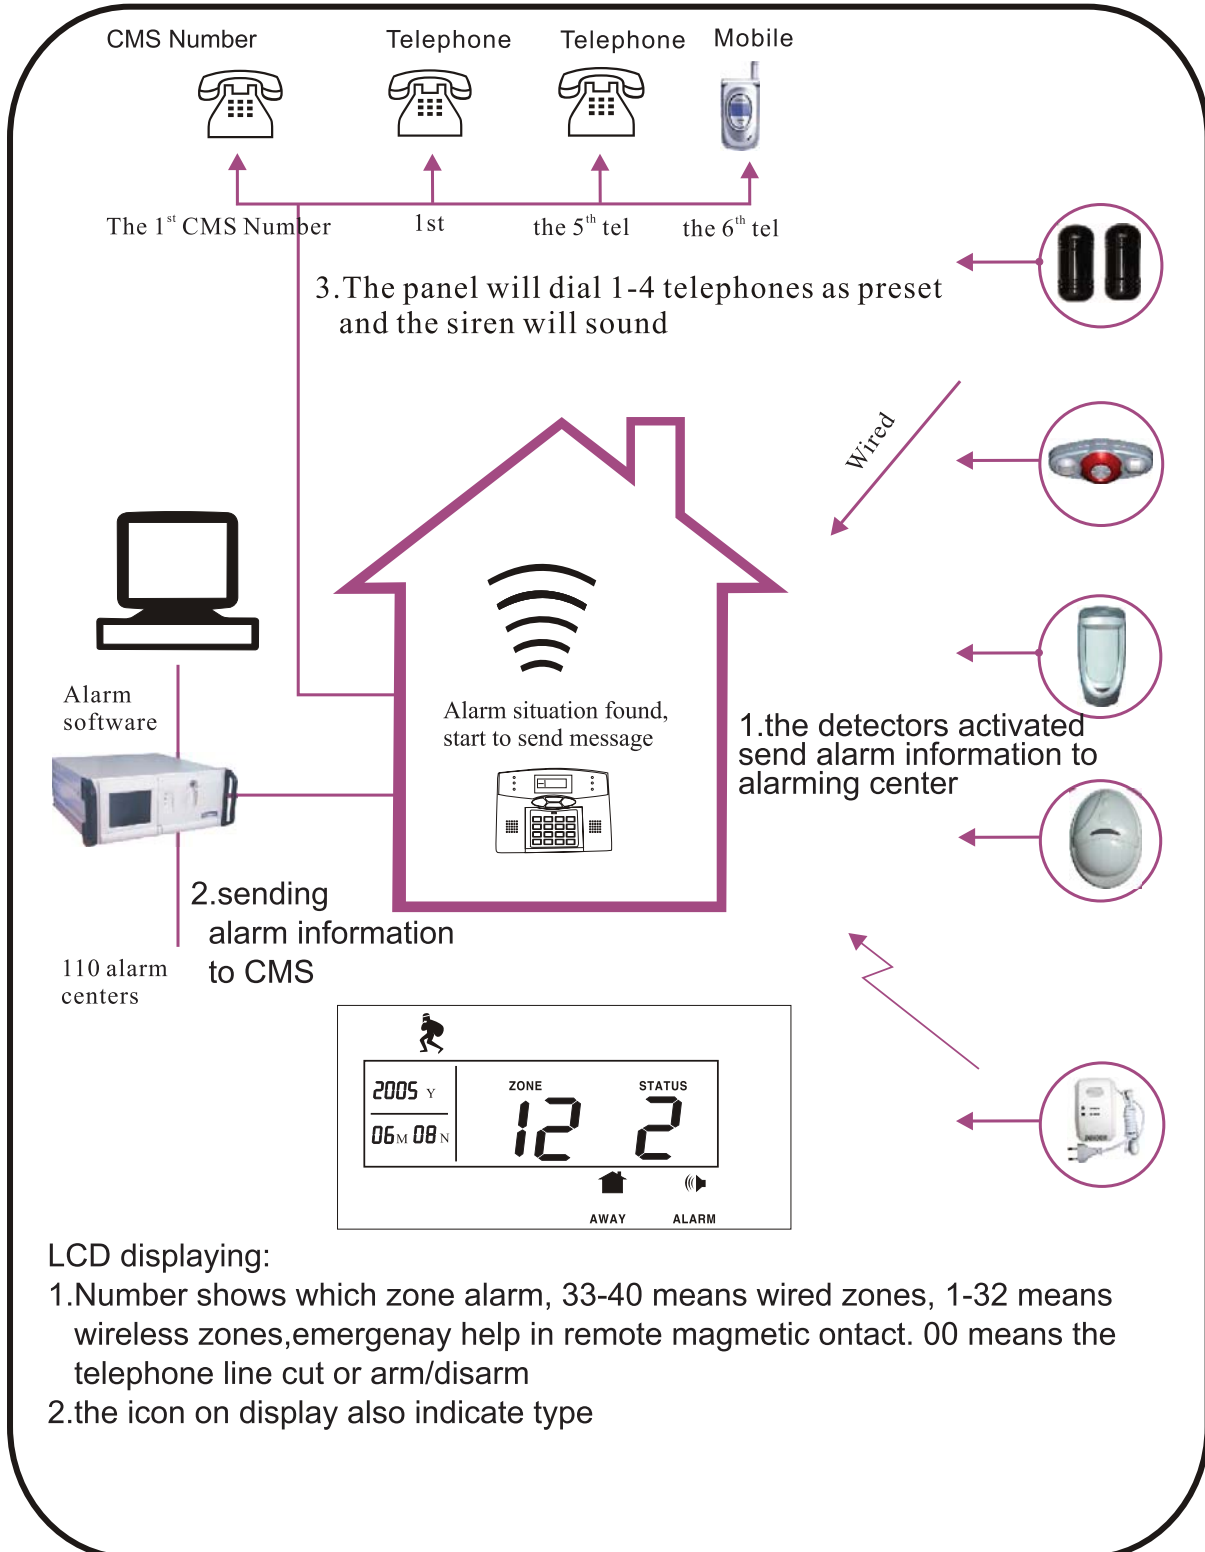 CMS Number
Telephone
Telephone
Mobile
The 1st CMS Number
1st
the 5th tel
the 6th tel
3.The panel will dial 1-4 telephones as preset
and the siren will sound
Wired
Alarm
software
Alarm situation found,
start to send message
1.the detectors activated
send alarm information to
alarming center
2.sending
alarm information
to CMS
110 alarm
centers
2005 Y
06 M 08 N
ZONE
12
STATUS
2
AWAY
ALARM
LCD displaying:
1.Number shows which zone alarm, 33-40 means wired zones, 1-32 means
wireless zones,emergenay help in remote magmetic ontact. 00 means the
telephone line cut or arm/disarm
2.the icon on display also indicate type